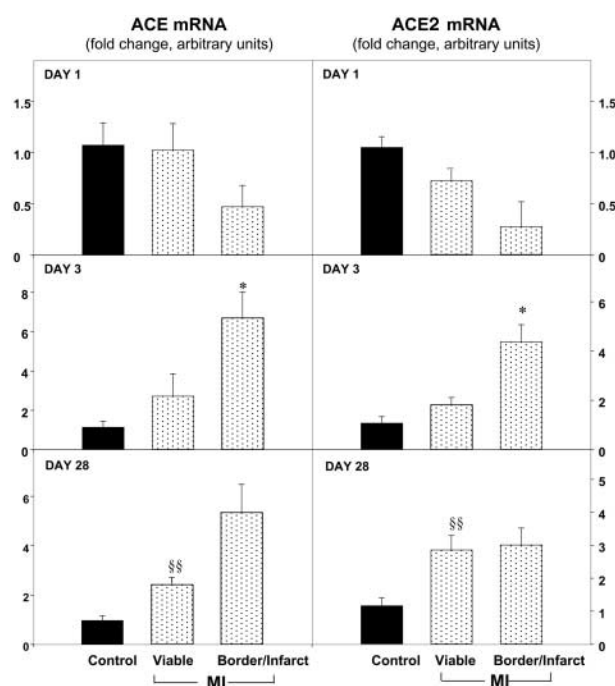 ACE mRNA
(fold change, arbitrary units)
ACE2 mRNA
(fold change, arbitrary units)
DAY 1
1.5
1.0
0.5
0
DAY 1
1.5
1.0
0.5
0
DAY 3
8
6
4
2
0
*
DAY 3
6
4
2
0
*
DAY 28
6
4
2
0
§§
DAY 28
5
4
3
2
1
0
§§
Control Viable Border/Infarct
MI
Control Viable Border/Infarct
MI